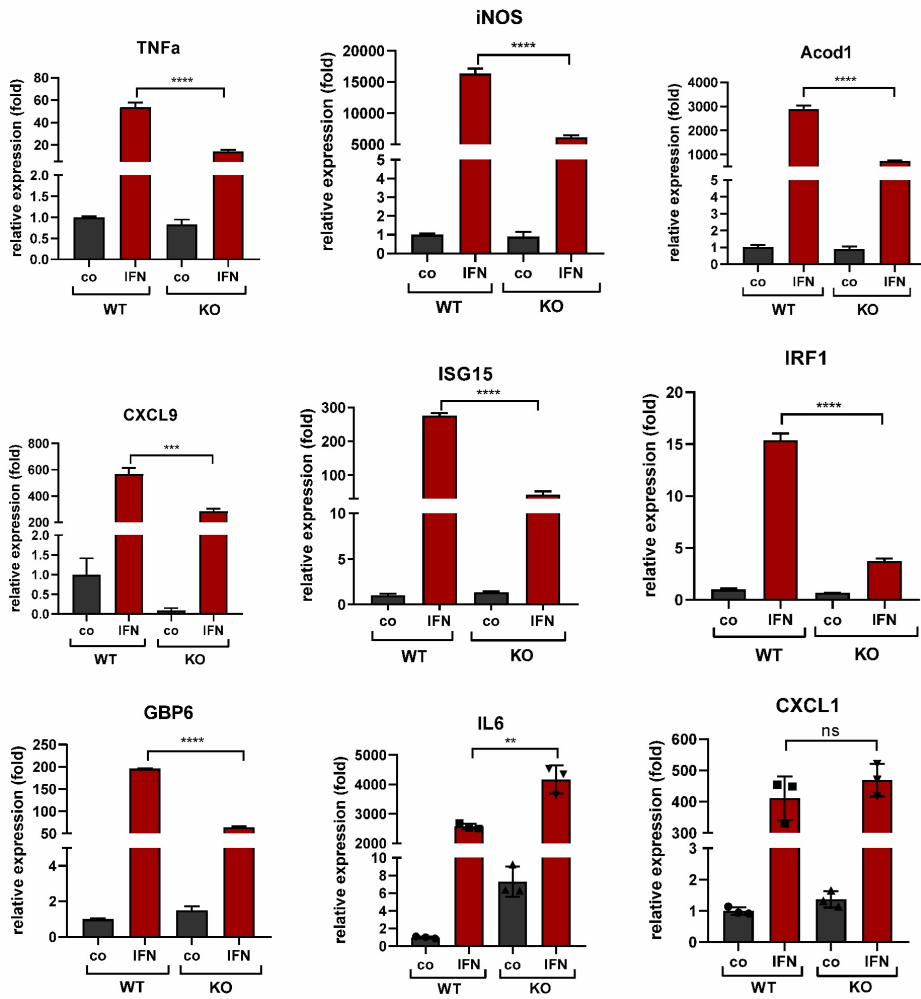 TNFa
relative expression (fold)
80
60
40
20
2.0
1.5
1.0
0.5
0.0
****
co IFN co IFN
WT KO
iNOS
relative expression (fold)
20000
15000
10000
5000
5
4
3
2
1
0
****
co IFN co IFN
WT KO
Acod1
relative expression (fold)
4000
3000
2000
1000
5
4
3
2
1
0
****
co IFN co IFN
WT KO
CXCL9
relative expression (fold)
800
600
400
200
2.0
1.5
1.0
0.5
0.0
***
co IFN co IFN
WT KO
ISG15
relative expression (fold)
300
200
100
10
5
0
****
co IFN co IFN
WT KO
IRF1
relative expression (fold)
20
15
10
5
0
****
co IFN co IFN
WT KO
GBP6
relative expression (fold)
250
200
150
100
50
4
2
0
****
co IFN co IFN
WT KO
IL6
relative expression (fold)
5000
4000
3000
2000
10
8
6
4
2
0
**
co IFN co IFN
WT KO
CXCL1
relative expression (fold)
600
500
400
300
3
2
1
0
ns
co IFN co IFN
WT KO